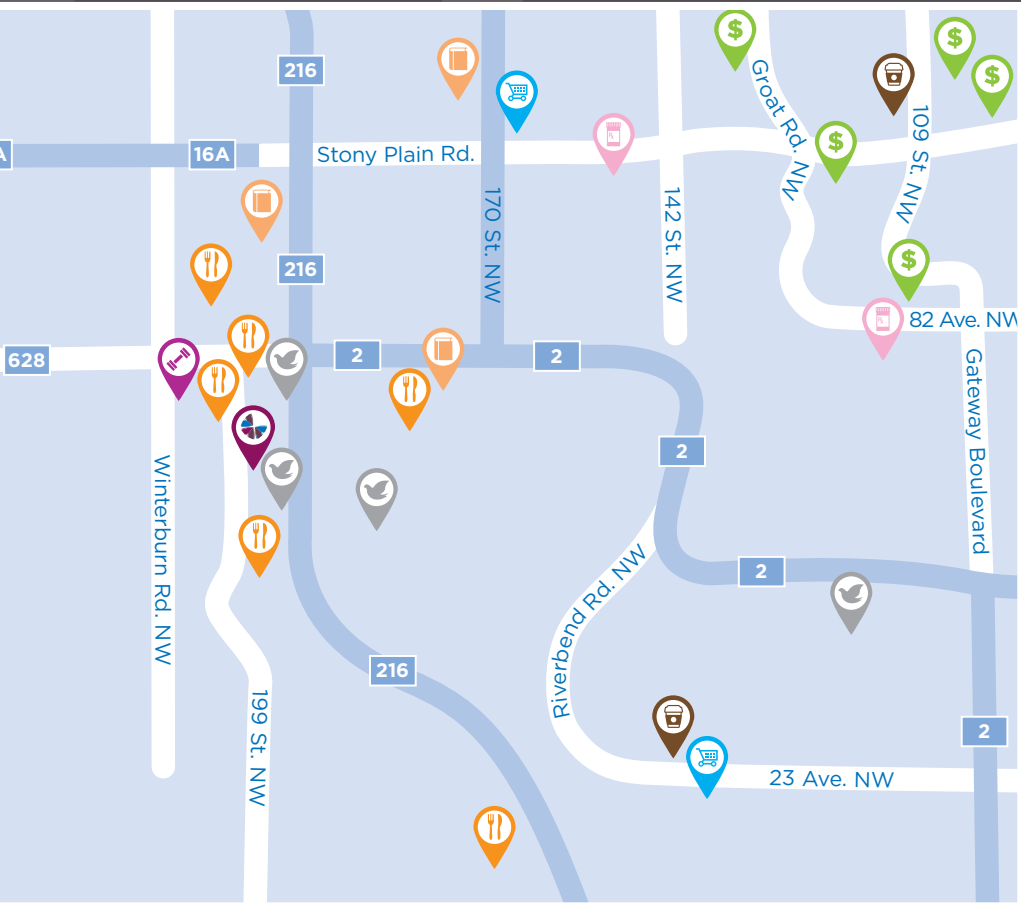 $
$
$
216
Groat Rd. NW
109 St. NW
$
A
16A
Stony Plain Rd.
170 St. NW
142 St. NW
216
$
82 Ave. NW
628
2
2
Gateway Boulevard
2
Winterburn Rd. NW
Riverbend Rd. NW
2
216
199 St. NW
2
23 Ave. NW